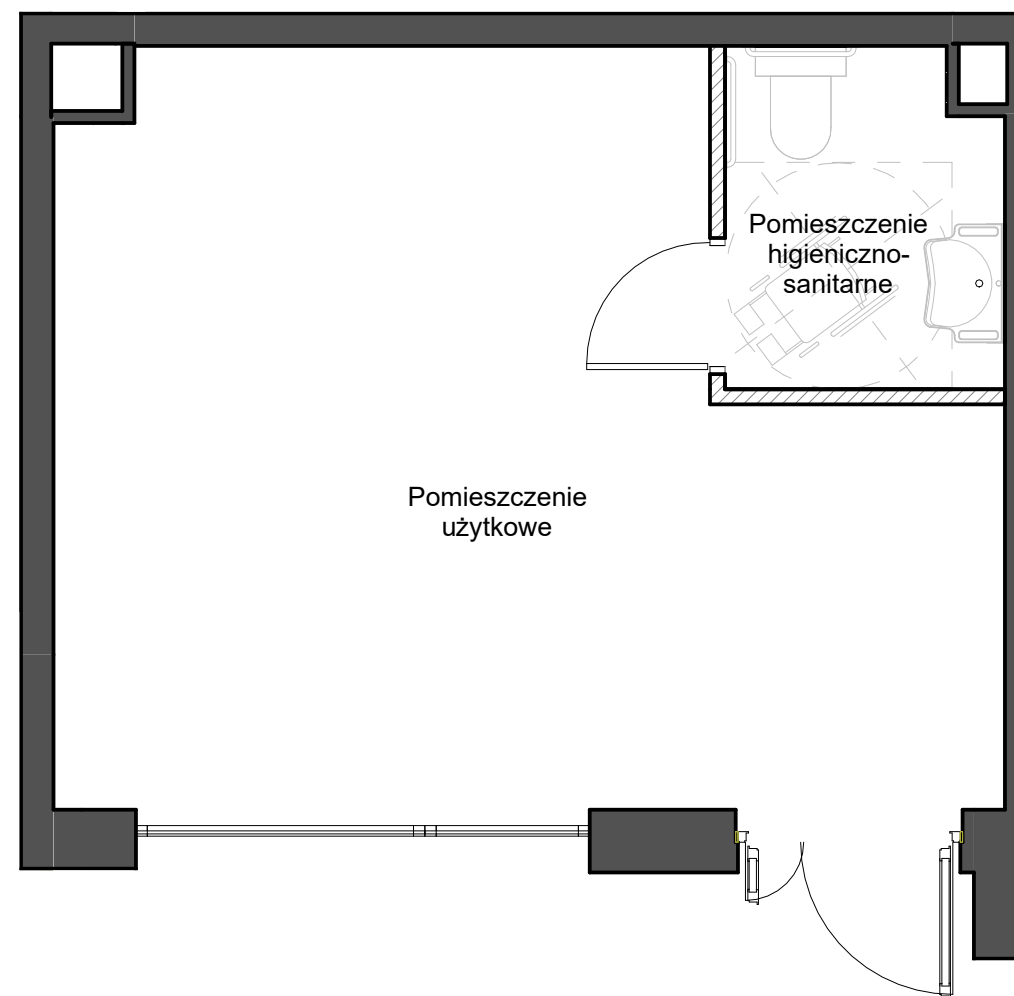 Pomieszczenie
higieniczno-
sanitarne
Pomieszczenie
użytkowe